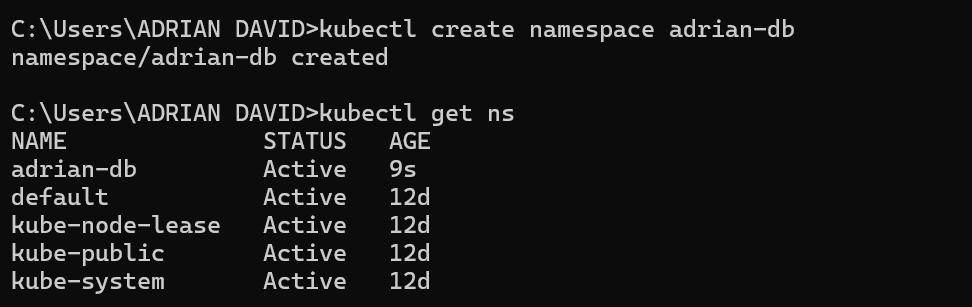 C:\Users\ADRIAN DAVID>kubectl create namespace adrian-db
namespace/adrian-db created
C:\Users\ADRIAN DAVID>kubectl get ns
NAME              STATUS   AGE
adrian-db         Active   9s
default           Active   12d
kube-node-lease   Active   12d
kube-public       Active   12d
kube-system       Active   12d